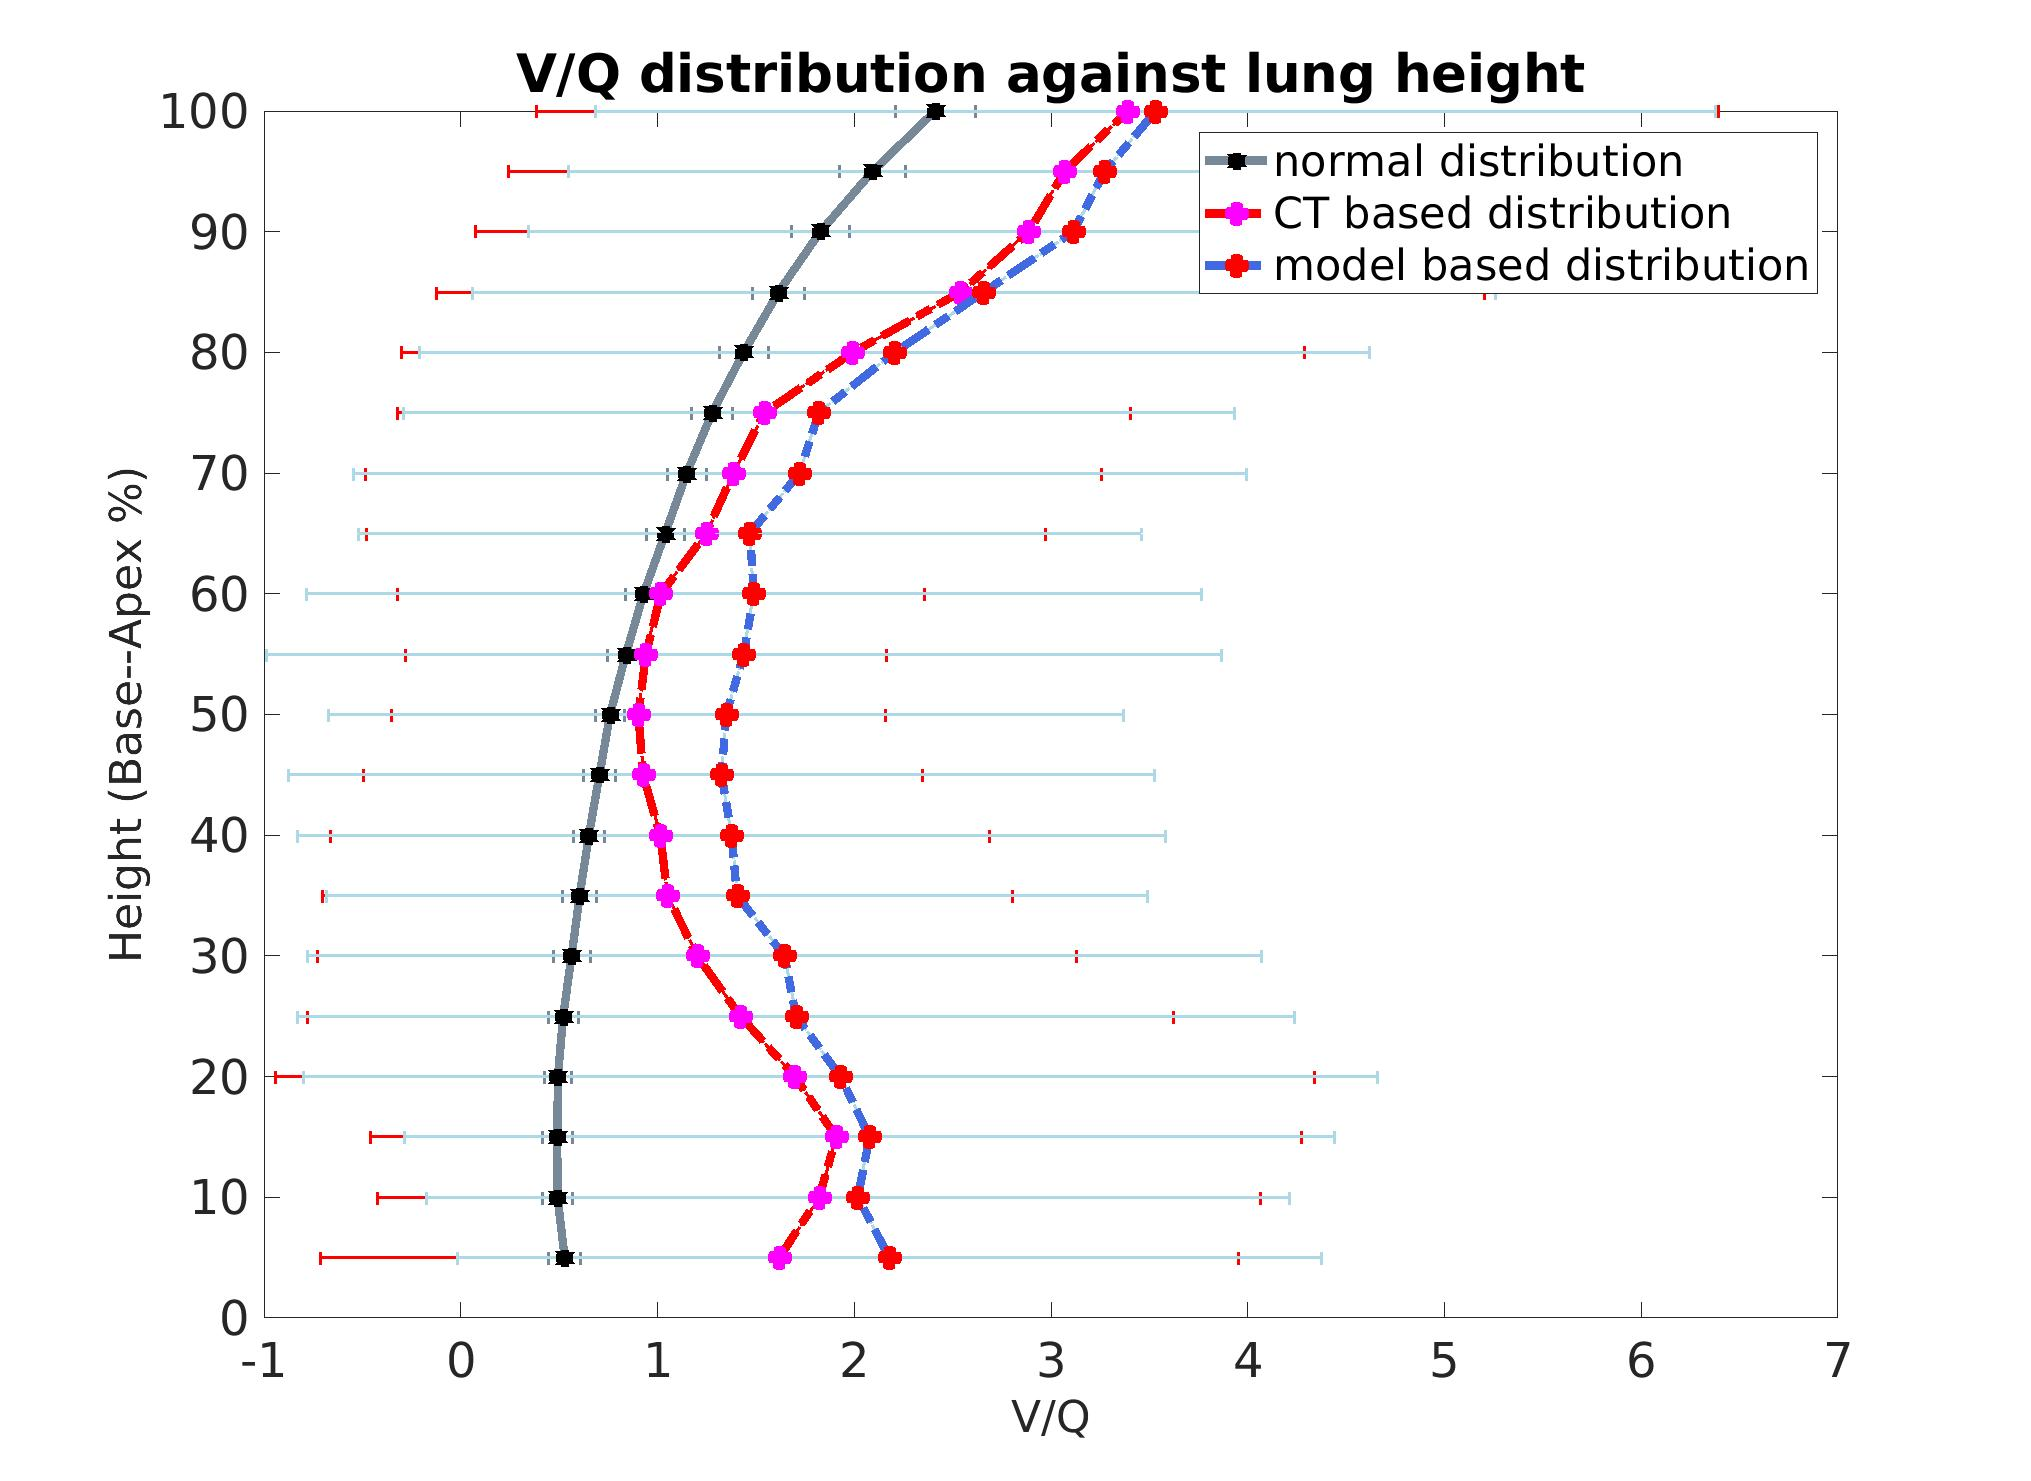 V/Q distribution against lung height
100
90
80
70
60
50
40
30
20
10
0
Height (Base--Apex %)
normal distribution
CT based distribution
model based distribution
-1 0 1 2 3 4 5 6 7
V/Q